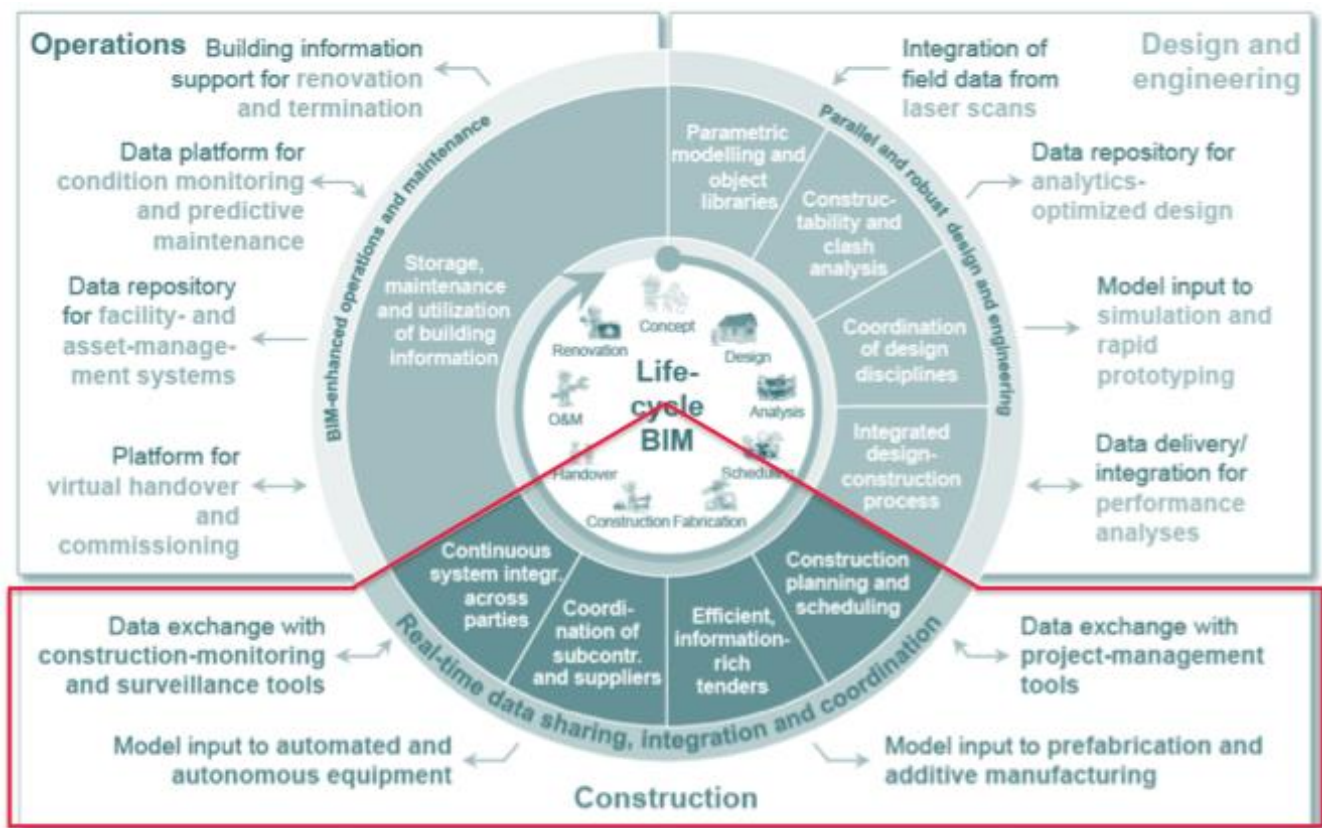 Operations
Building information
support for renovation
and termination
Data platform for
condition monitoring
and predictive
maintenance
Data repository
for facility- and
asset-manage-
ment systems
Platform for
virtual handover
and
commissioning
BIM-enhanced operations and maintenance
Storage,
maintenance
and utilization
of building
information
Design and
engineering
Integration of
field data from
laser scans
Data repository for
analytics-
optimized design
Model input to
simulation and
rapid
prototyping
Data delivery/
integration for
performance
analyses
Parallel and robust design and engineering
Parametric
modelling and
object
libraries
Construc-
tability and
clash
analysis
Coordination
of design
disciplines
Integrated
design-
construction
process
Life-
cycle
BIM
Concept
Design
Analysis
Scheduling
Fabrication
Construction
Handover
O&M
Renovation
Continuous
system integr.
across
parties
Coordi-
nation of
subcontr.
and suppliers
Efficient,
information-
rich
tenders
Construction
planning and
scheduling
Real-time data sharing, integration and coordination
Data exchange with
construction-monitoring
and surveillance tools
Model input to automated and
autonomous equipment
Data exchange with
project-management
tools
Model input to prefabrication and
additive manufacturing
Construction